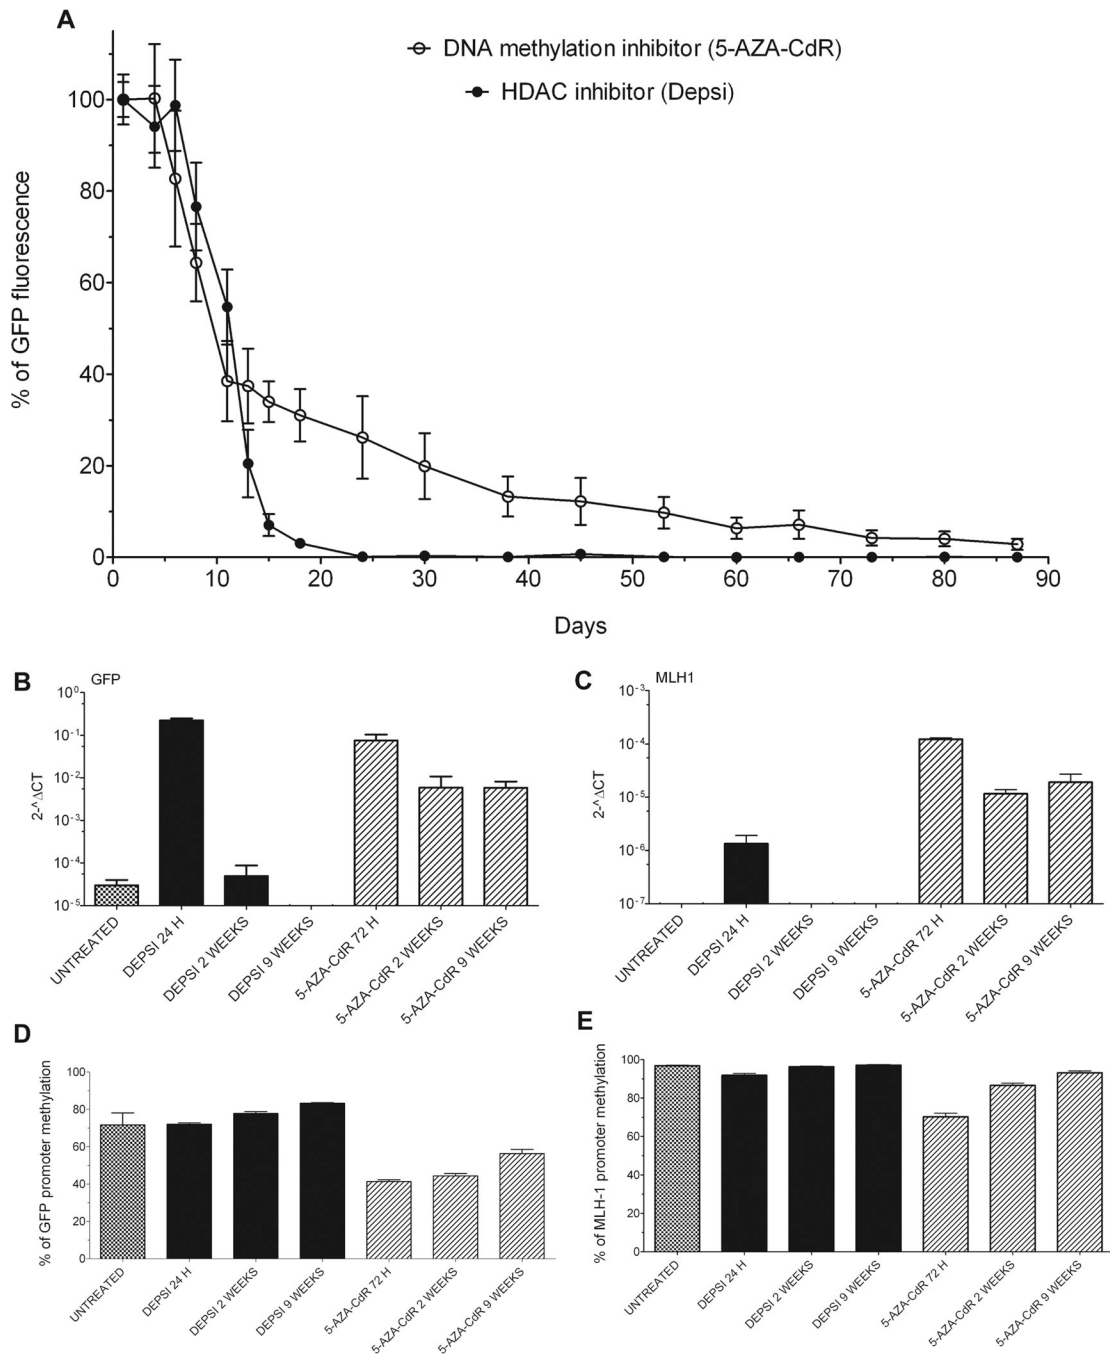 A
DNA methylation inhibitor (5-AZA-CdR)
HDAC inhibitor (Depsi)
% of GFP fluorescence
100
80
60
40
20
0
0 10 20 30 40 50 60 70 80 90
Days
B
GFP
2-^ΔCT
10⁰
10⁻¹
10⁻²
10⁻³
10⁻⁴
10⁻⁵
UNTREATED
DEPSI 24 H
DEPSI 2 WEEKS
DEPSI 9 WEEKS
5-AZA-CdR 72 H
5-AZA-CdR 2 WEEKS
5-AZA-CdR 9 WEEKS
C
MLH1
2-^ΔCT
10⁻³
10⁻⁴
10⁻⁵
10⁻⁶
10⁻⁷
UNTREATED
DEPSI 24 H
DEPSI 2 WEEKS
DEPSI 9 WEEKS
5-AZA-CdR 72 H
5-AZA-CdR 2 WEEKS
5-AZA-CdR 9 WEEKS
D
% of GFP promoter methylation
100
80
60
40
20
0
UNTREATED
DEPSI 24 H
DEPSI 2 WEEKS
DEPSI 9 WEEKS
5-AZA-CdR 72 H
5-AZA-CdR 2 WEEKS
5-AZA-CdR 9 WEEKS
E
% of MLH-1 promoter methylation
100
80
60
40
20
0
UNTREATED
DEPSI 24 H
DEPSI 2 WEEKS
DEPSI 9 WEEKS
5-AZA-CdR 72 H
5-AZA-CdR 2 WEEKS
5-AZA-CdR 9 WEEKS